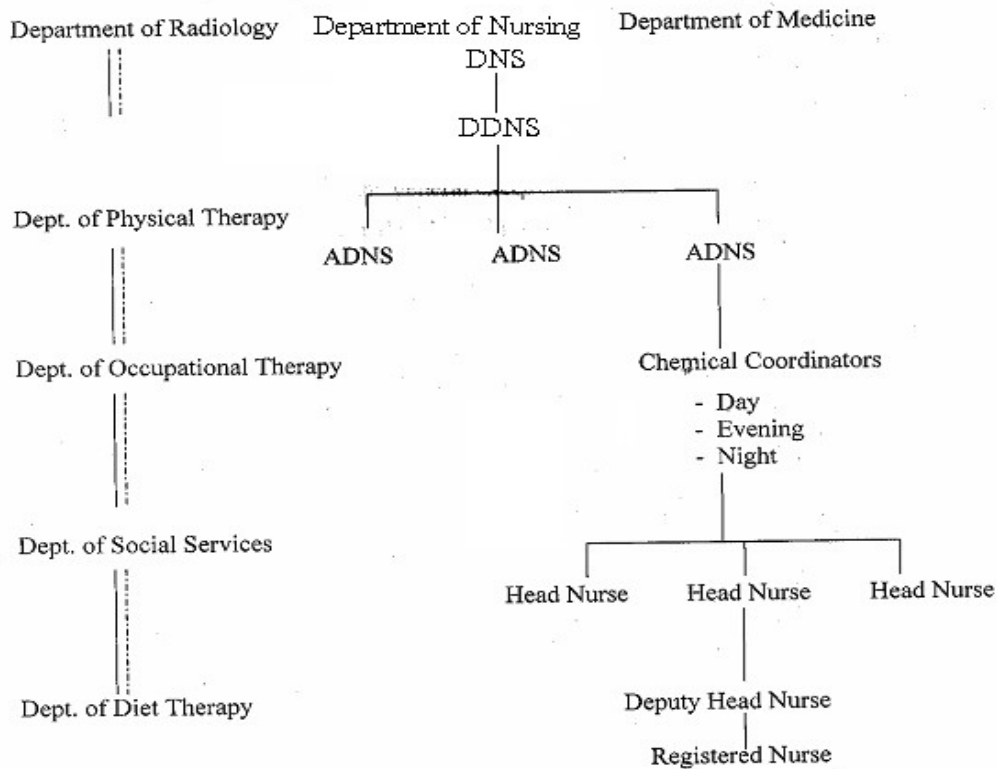 Department of Radiology
Department of Nursing
Department of Medicine
DNS
DDNS
Dept. of Physical Therapy
ADNS
ADNS
ADNS
Dept. of Occupational Therapy
Chemical Coordinators
- Day
- Evening
- Night
Dept. of Social Services
Head Nurse
Head Nurse
Head Nurse
Dept. of Diet Therapy
Deputy Head Nurse
Registered Nurse